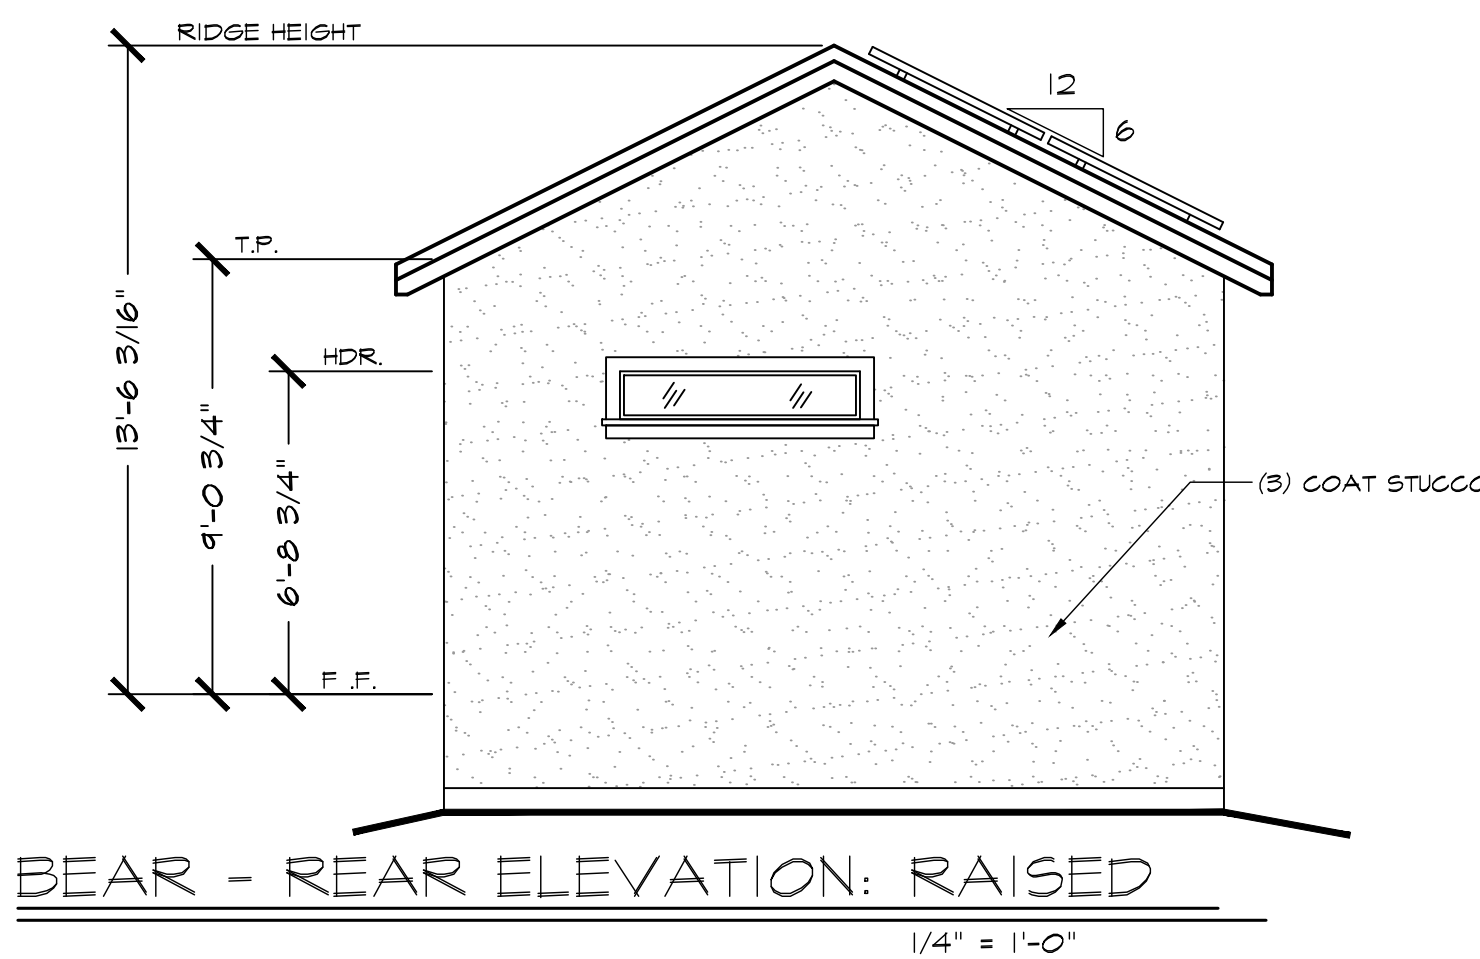 RIDGE HEIGHT
12
6
T.P.
HDR.
13'-6 3/16"
9'-0 3/4"
6'-8 3/4"
(3) COAT STUCCO
F .F.
BEAR - REAR ELEVATION: RAISED
1/4" = 1'-0"